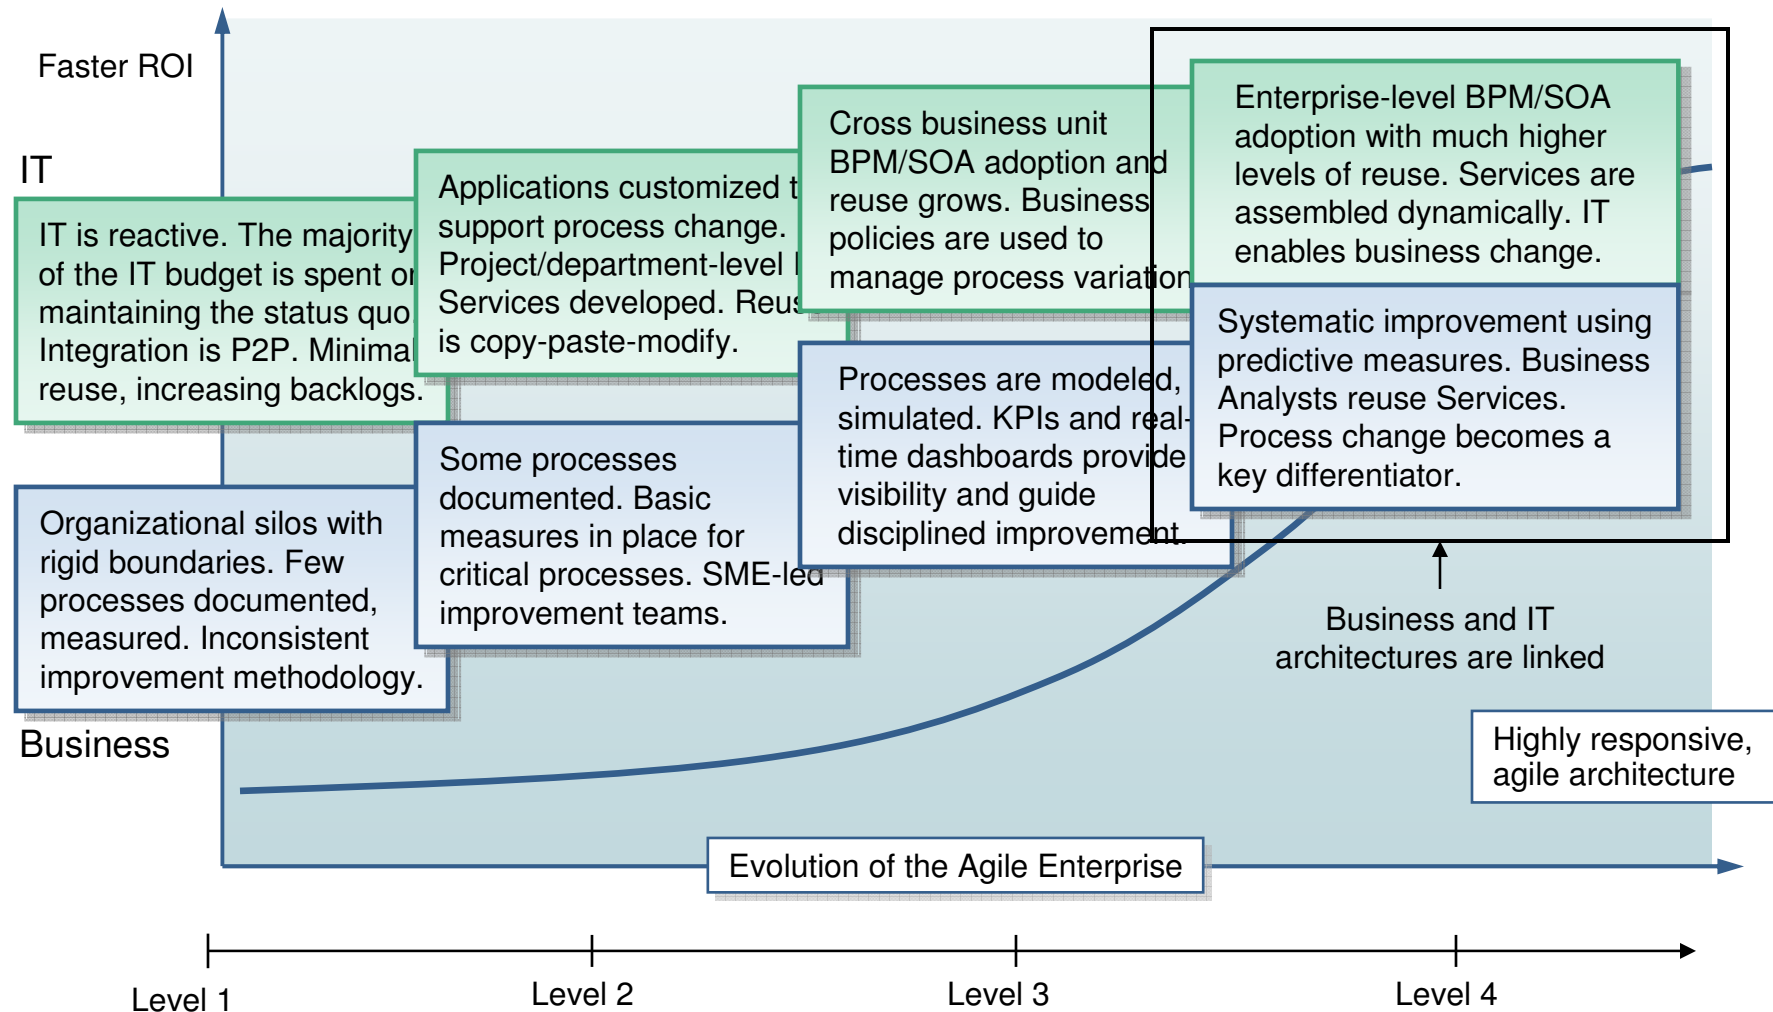 Faster ROI
IT
IT is reactive. The majority
of the IT budget is spent on
maintaining the status quo.
Integration is P2P. Minimal
reuse, increasing backlogs.
Organizational silos with
rigid boundaries. Few
processes documented,
measured. Inconsistent
improvement methodology.
Business
Applications customized
support process change.
Project/department-level
Services developed. Reus
is copy-paste-modify.
Some processes
documented. Basic
measures in place for
critical processes. SME-led
improvement teams.
Cross business unit
BPM/SOA adoption and
reuse grows. Business
policies are used to
manage process variation
Processes are modeled,
simulated. KPIs and real-
time dashboards provide
visibility and guide
disciplined improvement.
Enterprise-level BPM/SOA
adoption with much higher
levels of reuse. Services are
assembled dynamically. IT
enables business change.
Systematic improvement using
predictive measures. Business
Analysts reuse Services.
Process change becomes a
key differentiator.
Business and IT
architectures are linked
Highly responsive,
agile architecture
Evolution of the Agile Enterprise
Level 1
Level 2
Level 3
Level 4